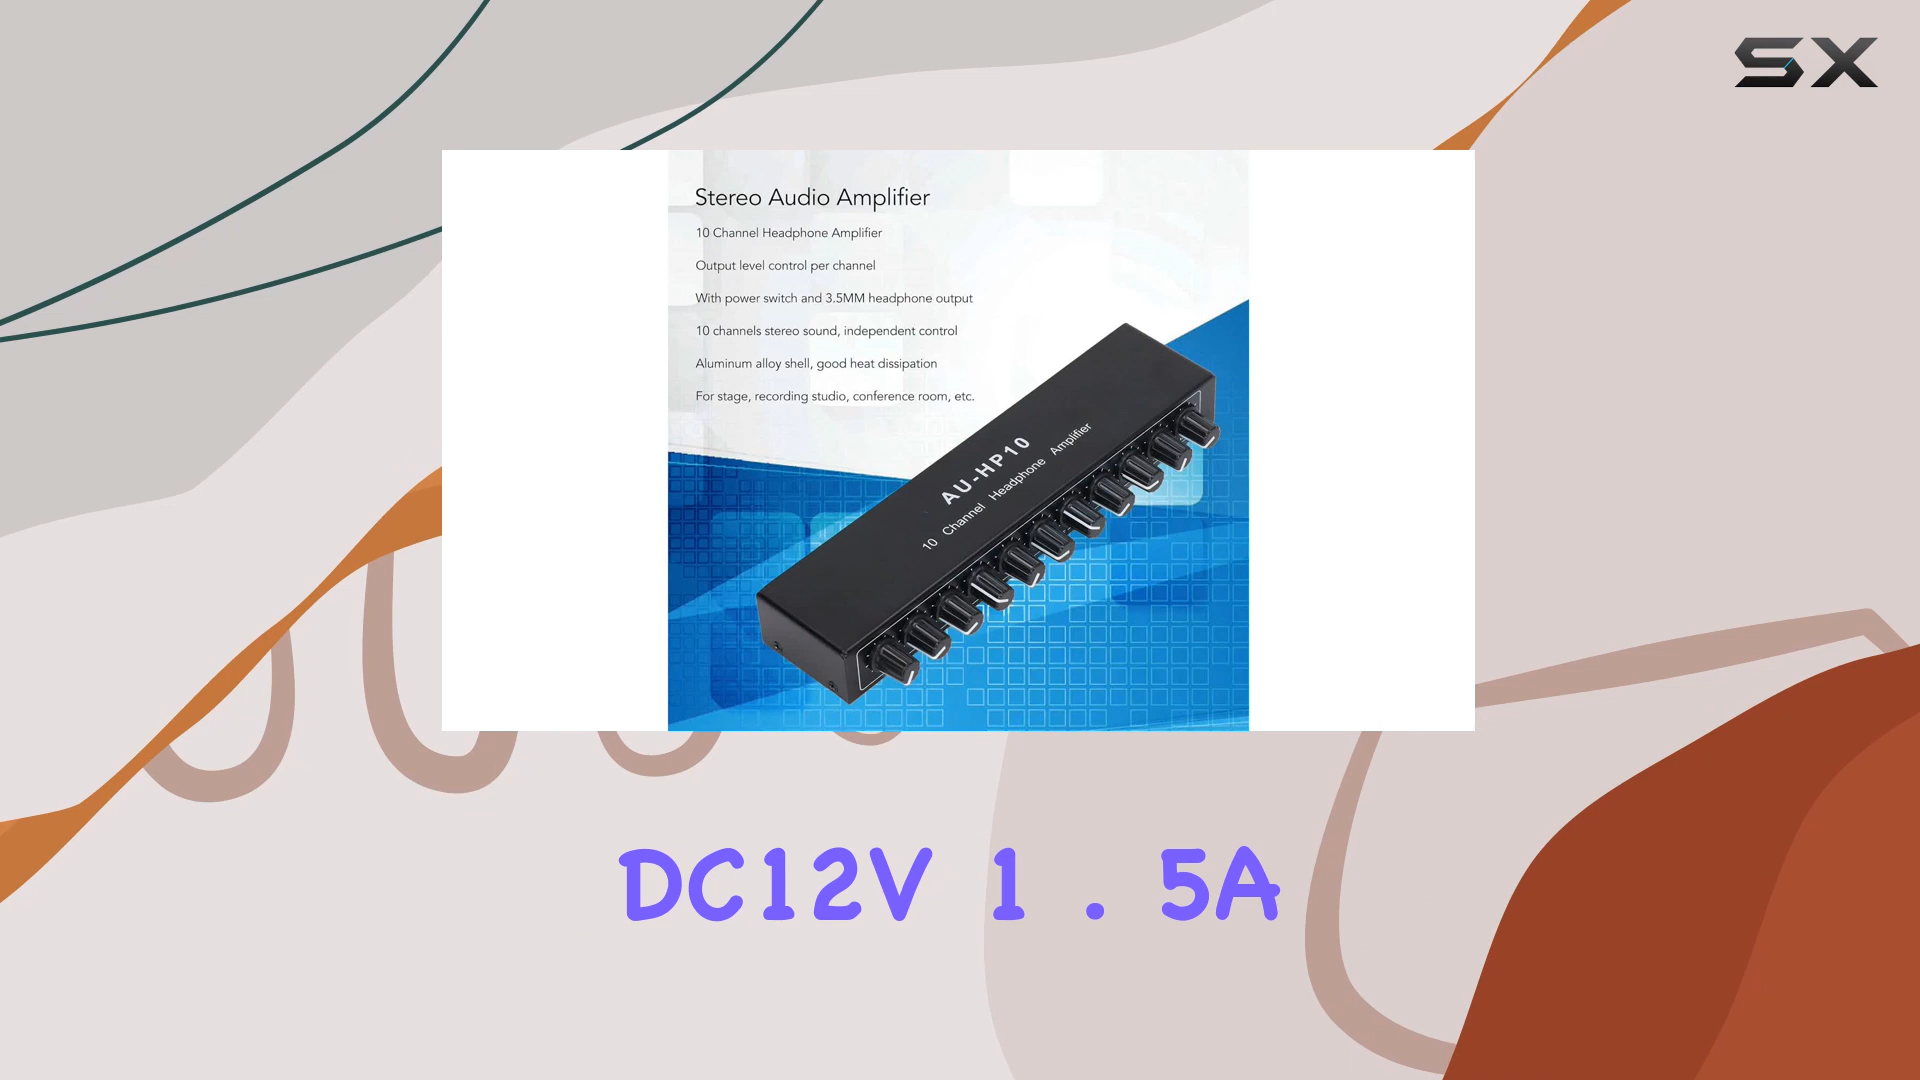 SX
Stereo Audio Amplifier
10 Channel Headphone Amplifier
Output level control per channel
With power switch and 3.5MM headphone output
10 channels stereo sound, independent control
Aluminum alloy shell, good heat dissipation
For stage, recording studio, conference room, etc.
AU-HP10
10 Channel Headphone Amplifier
DC12V 1 . 5A